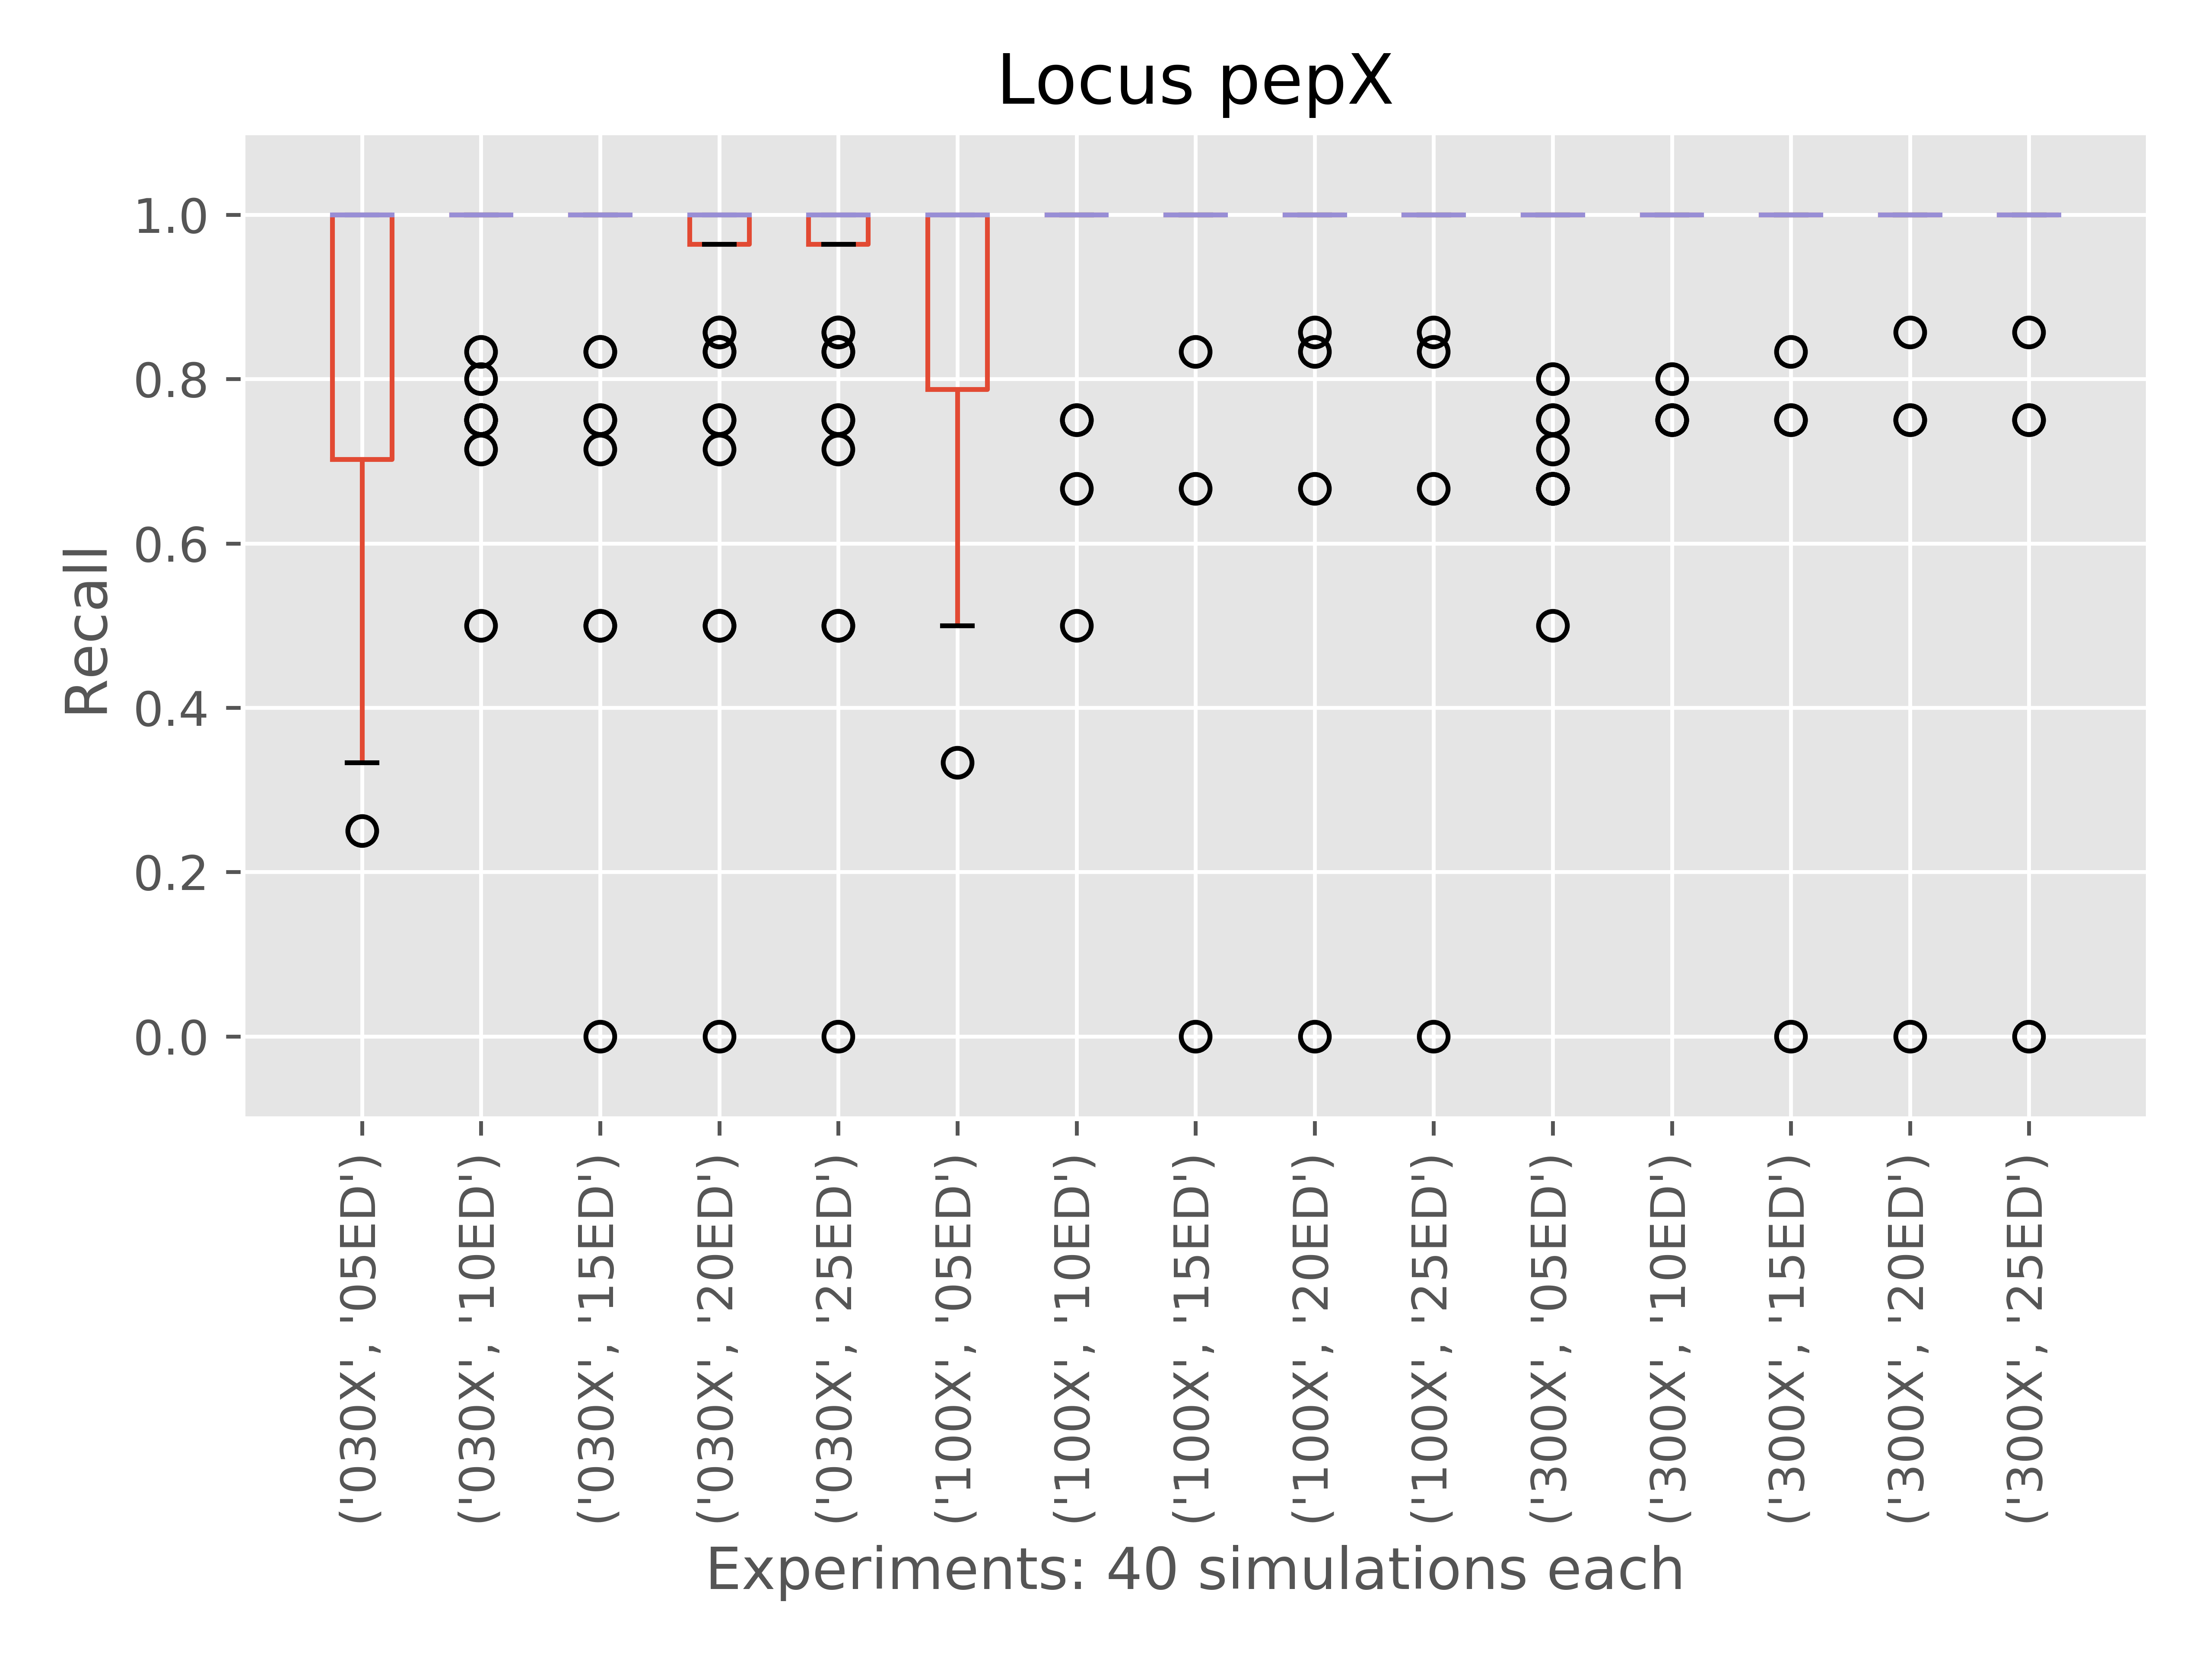 Locus pepX
Recall
1.0
0.8
0.6
0.4
0.2
0.0
('030X', '05ED')
('030X', '10ED')
('030X', '15ED')
('030X', '20ED')
('030X', '25ED')
('100X', '05ED')
('100X', '10ED')
('100X', '15ED')
('100X', '20ED')
('100X', '25ED')
('300X', '05ED')
('300X', '10ED')
('300X', '15ED')
('300X', '20ED')
('300X', '25ED')
Experiments: 40 simulations each